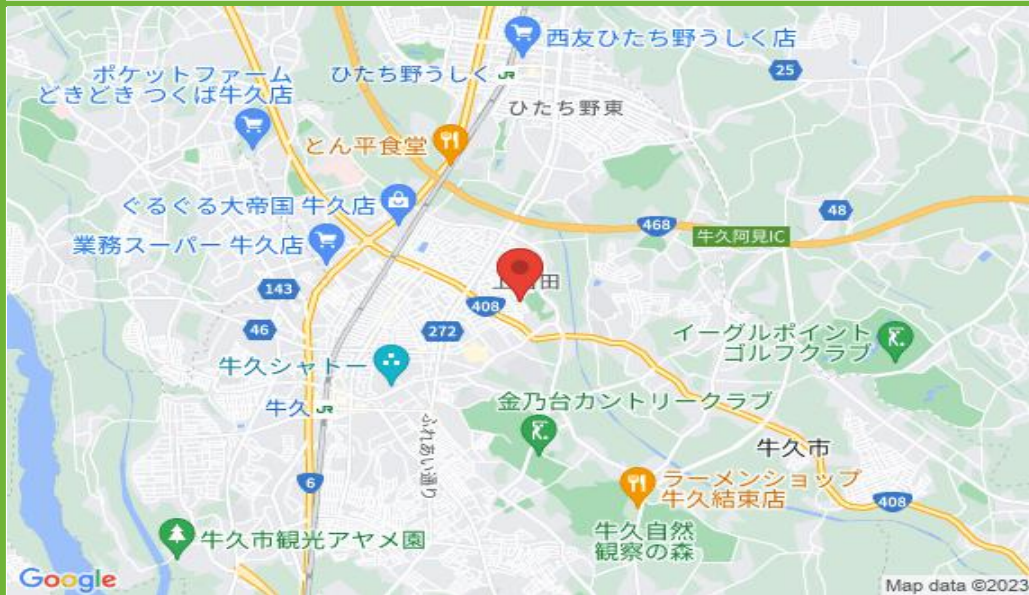 西友ひたち野うしく店
ポケットファーム
どきどき つくば牛久店
ひたち野うしく
JR
25
ひたち野東
とん平食堂
ぐるぐる大帝国 牛久店
468
48
業務スーパー 牛久店
牛久阿見IC
143
田
408
46
272
イーグルポイント
ゴルフクラブ
牛久シャトー
金乃台カントリークラブ
牛久
JR
ふれあい通り
牛久市
6
ラーメンショップ
牛久結束店
408
牛久市観光アヤメ園
牛久自然
観察の森
Google
Map data ©2023